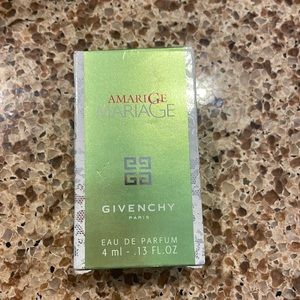 AMARIGE
MARIAGE
GIVENCHY
PARIS
EAU DE PARFUM
4 ml - .13 FL.OZ